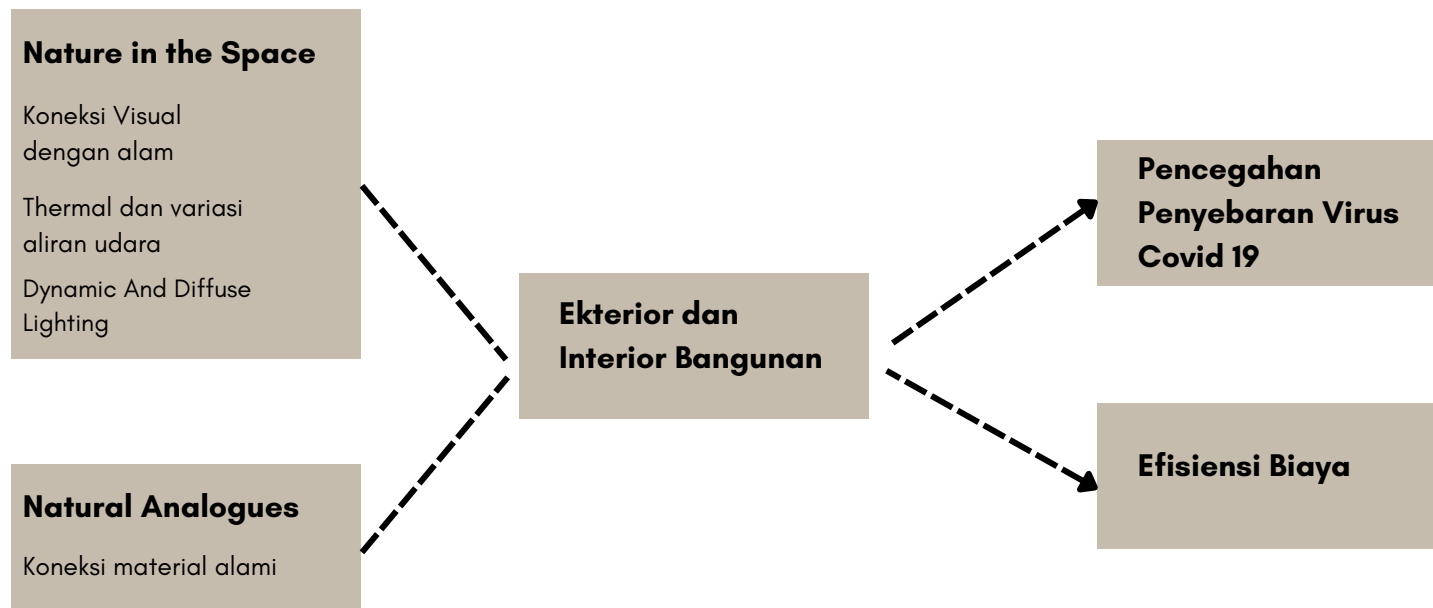 Nature in the Space
Koneksi Visual
dengan alam
Thermal dan variasi
aliran udara
Dynamic And Diffuse
Lighting
Natural Analogues
Koneksi material alami
Ekterior dan
Interior Bangunan
Pencegahan
Penyebaran Virus
Covid 19
Efisiensi Biaya